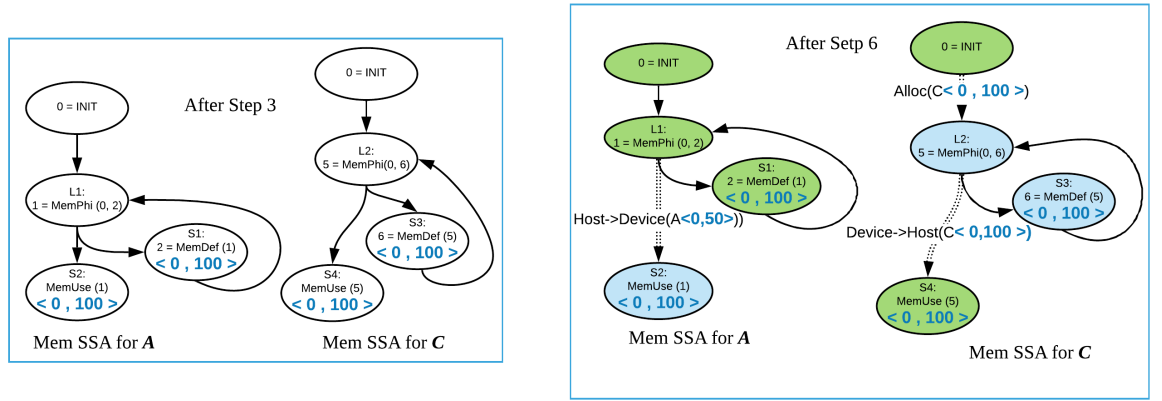 After Step 3
0 = INIT
L1:
1 = MemPhi (0, 2)
S1:
2 = MemDef (1)
< 0 , 100 >
S2:
MemUse (1)
< 0 , 100 >
Mem SSA for A
0 = INIT
L2:
5 = MemPhi(0, 6)
S3:
6 = MemDef (5)
< 0 , 100 >
S4:
MemUse (5)
< 0 , 100 >
Mem SSA for C
After Setp 6
0 = INIT
L1:
1 = MemPhi (0, 2)
S1:
2 = MemDef (1)
< 0 , 100 >
Host->Device(A<0,50>))
S2:
MemUse (1)
< 0 , 100 >
Mem SSA for A
0 = INIT
Alloc(C< 0 , 100 >)
L2:
5 = MemPhi(0, 6)
S3:
6 = MemDef (5)
< 0 , 100 >
Device->Host(C< 0,100 >)
S4:
MemUse (5)
< 0 , 100 >
Mem SSA for C